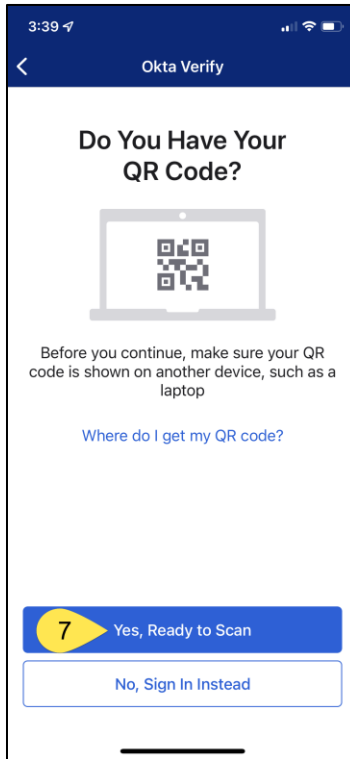 3:39
Okta Verify
Do You Have Your
QR Code?
Before you continue, make sure your QR
code is shown on another device, such as a
laptop
Where do I get my QR code?
7 Yes, Ready to Scan
No, Sign In Instead